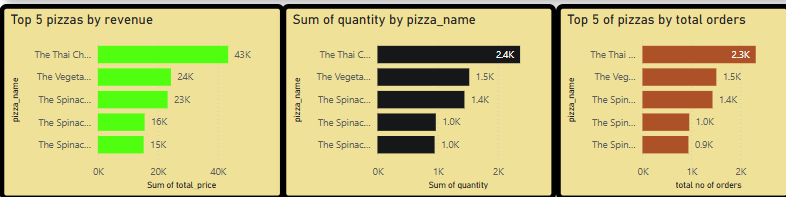 Top 5 pizzas by revenue
pizza_name
The Thai Ch...
43K
The Vegeta...
24K
The Spinac...
23K
The Spinac...
16K
The Spinac...
15K
0K
20K
40K
Sum of total_price
Sum of quantity by pizza_name
pizza_name
The Thai C...
2.4K
The Vegeta...
1.5K
The Spinac...
1.4K
The Spinac...
1.0K
The Spinac...
1.0K
0K
1K
2K
Sum of quantity
Top 5 of pizzas by total orders
pizza_name
The Thai ...
2.3K
The Veg...
1.5K
The Spin...
1.4K
The Spin...
1.0K
The Spin...
0.9K
0K
1K
2K
total no of orders